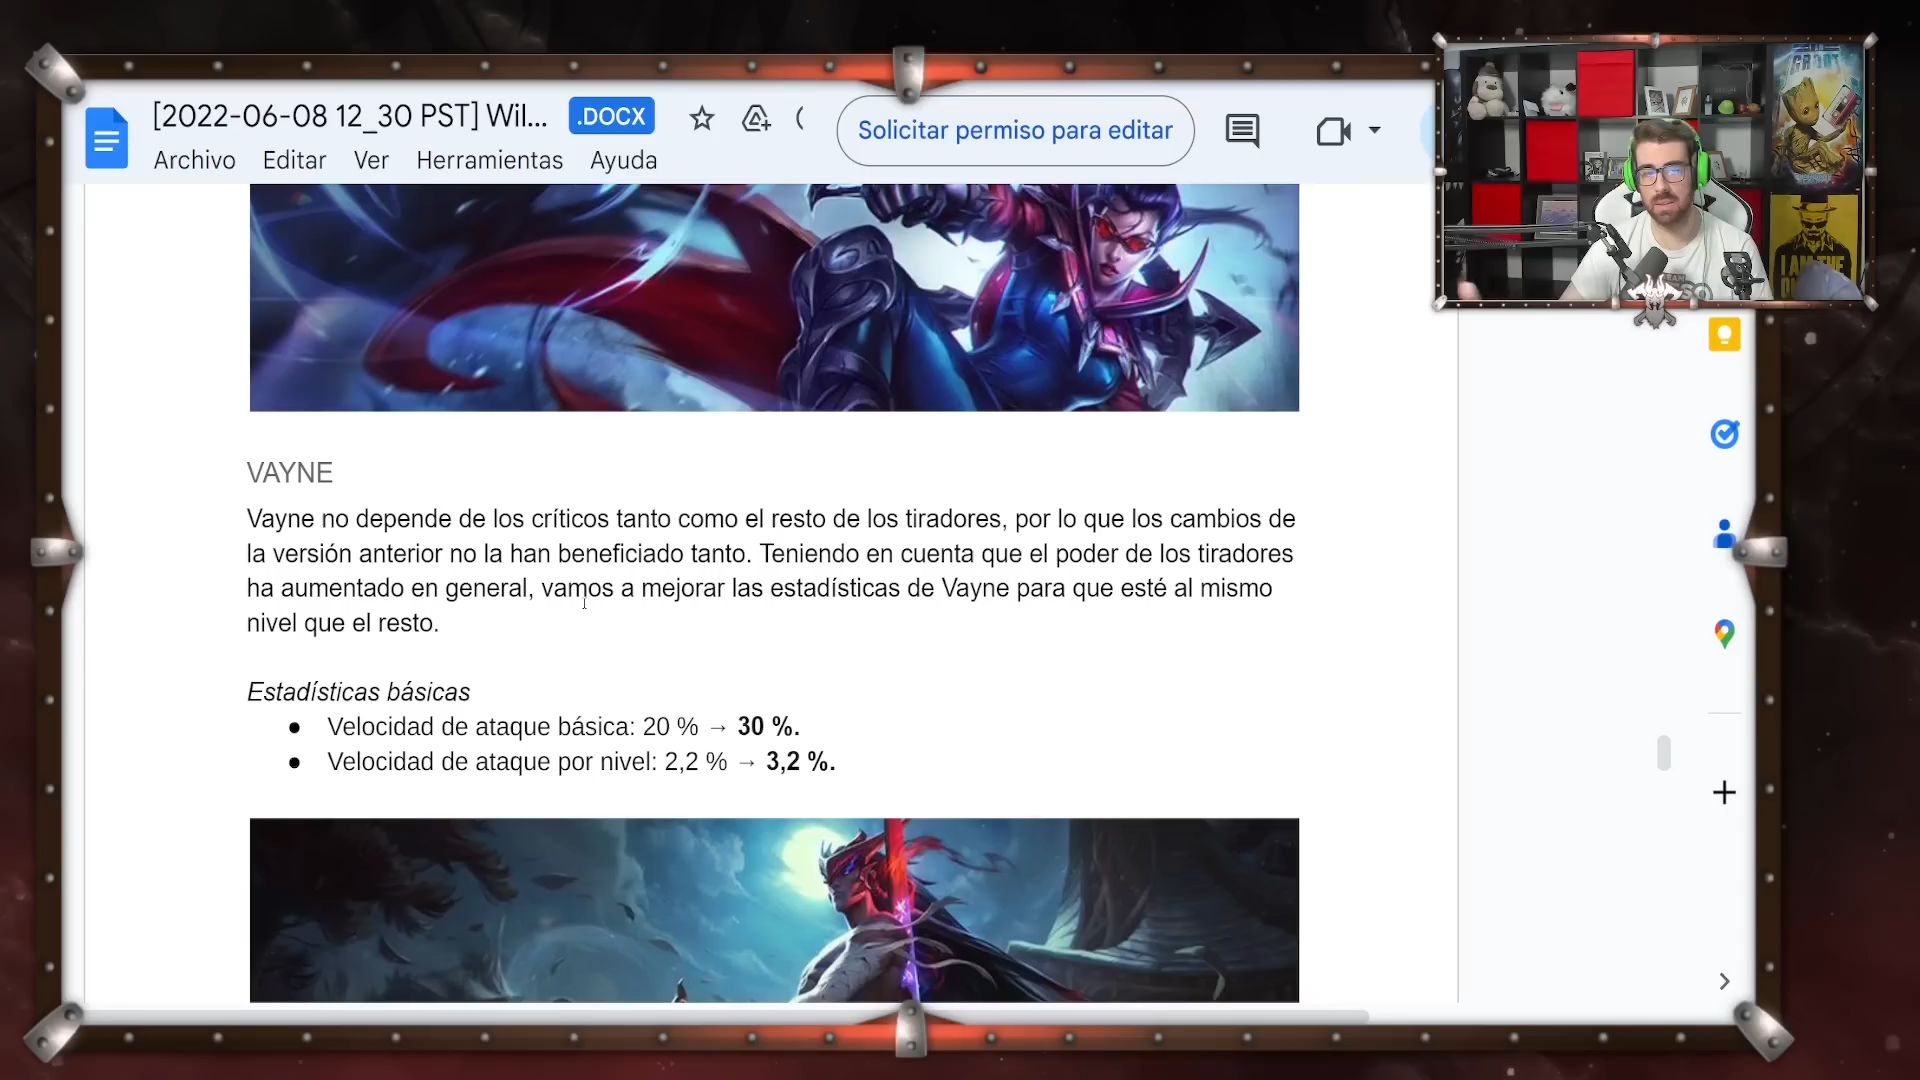 [2022-06-08 12_30 PST] Wil...
.DOCX
Solicitar permiso para editar
Archivo Editar Ver Herramientas Ayuda
GROOT
I AM THE
VAYNE
Vayne no depende de los críticos tanto como el resto de los tiradores, por lo que los cambios de
la versión anterior no la han beneficiado tanto. Teniendo en cuenta que el poder de los tiradores
ha aumentado en general, vamos a mejorar las estadísticas de Vayne para que esté al mismo
nivel que el resto.
Estadísticas básicas
● Velocidad de ataque básica: 20 % → 30 %.
● Velocidad de ataque por nivel: 2,2 % → 3,2 %.